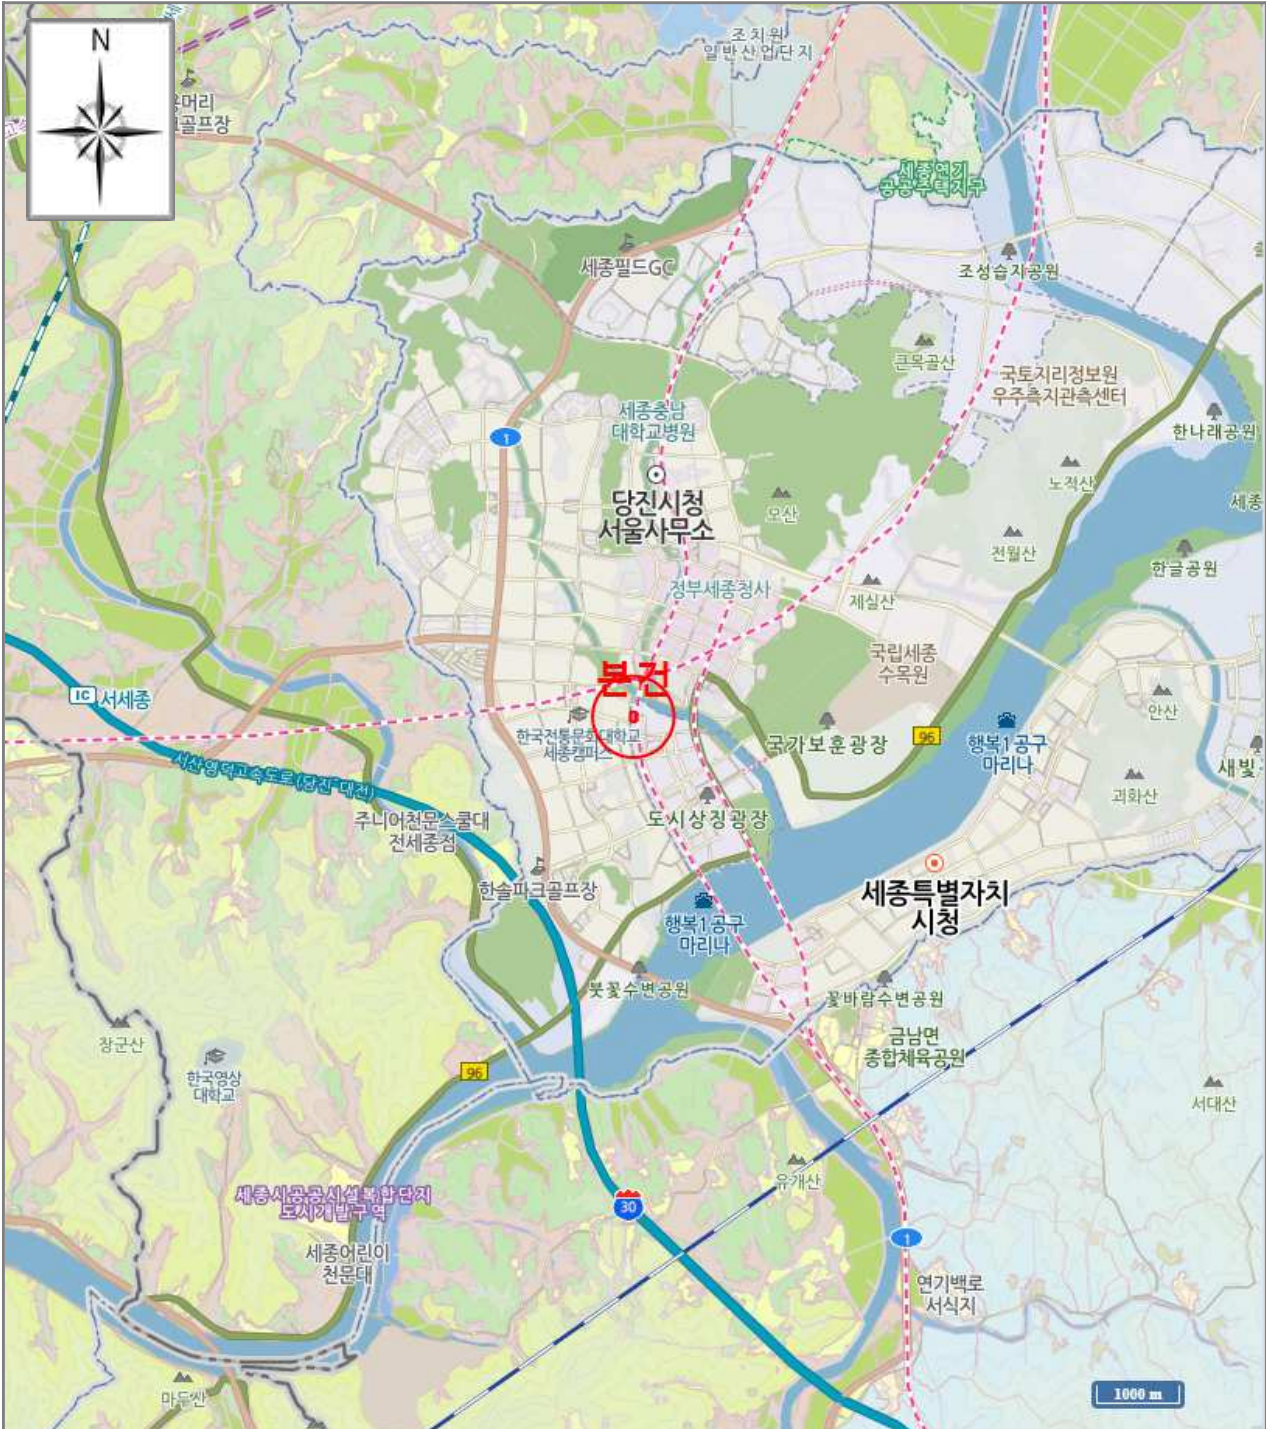 N
조치원
일반산업단지
용머리
크골프장
세종연기
공공주택지구
세종필드GC
조성습지공원
큰목골산
국토지리정보원
우주측지관측센터
세종충남
대학교병원
한나래공원
1
당진시청
서울사무소
오산
노적산
세종
전월산
한글공원
정부세종청사
제실산
국립세종
수목원
본건
IC 서세종
한국전통문화대학교
세종캠퍼스
국가보훈광장
96
행복1공구
마리나
안산
새빛
괴화산
서산영덕고속도로(당진~대전)
주니어천문스쿨대
전세종점
도시상징광장
한솔파크골프장
세종특별자치
시청
행복1공구
마리나
붓꽃수변공원
꽃바람수변공원
금남면
종합체육공원
장군산
한국영상
대학교
96
서대산
유개산
세종시공공시설복합단지
도시개발구역
30
1
세종어린이
천문대
연기백로
서식지
마두산
1000 m